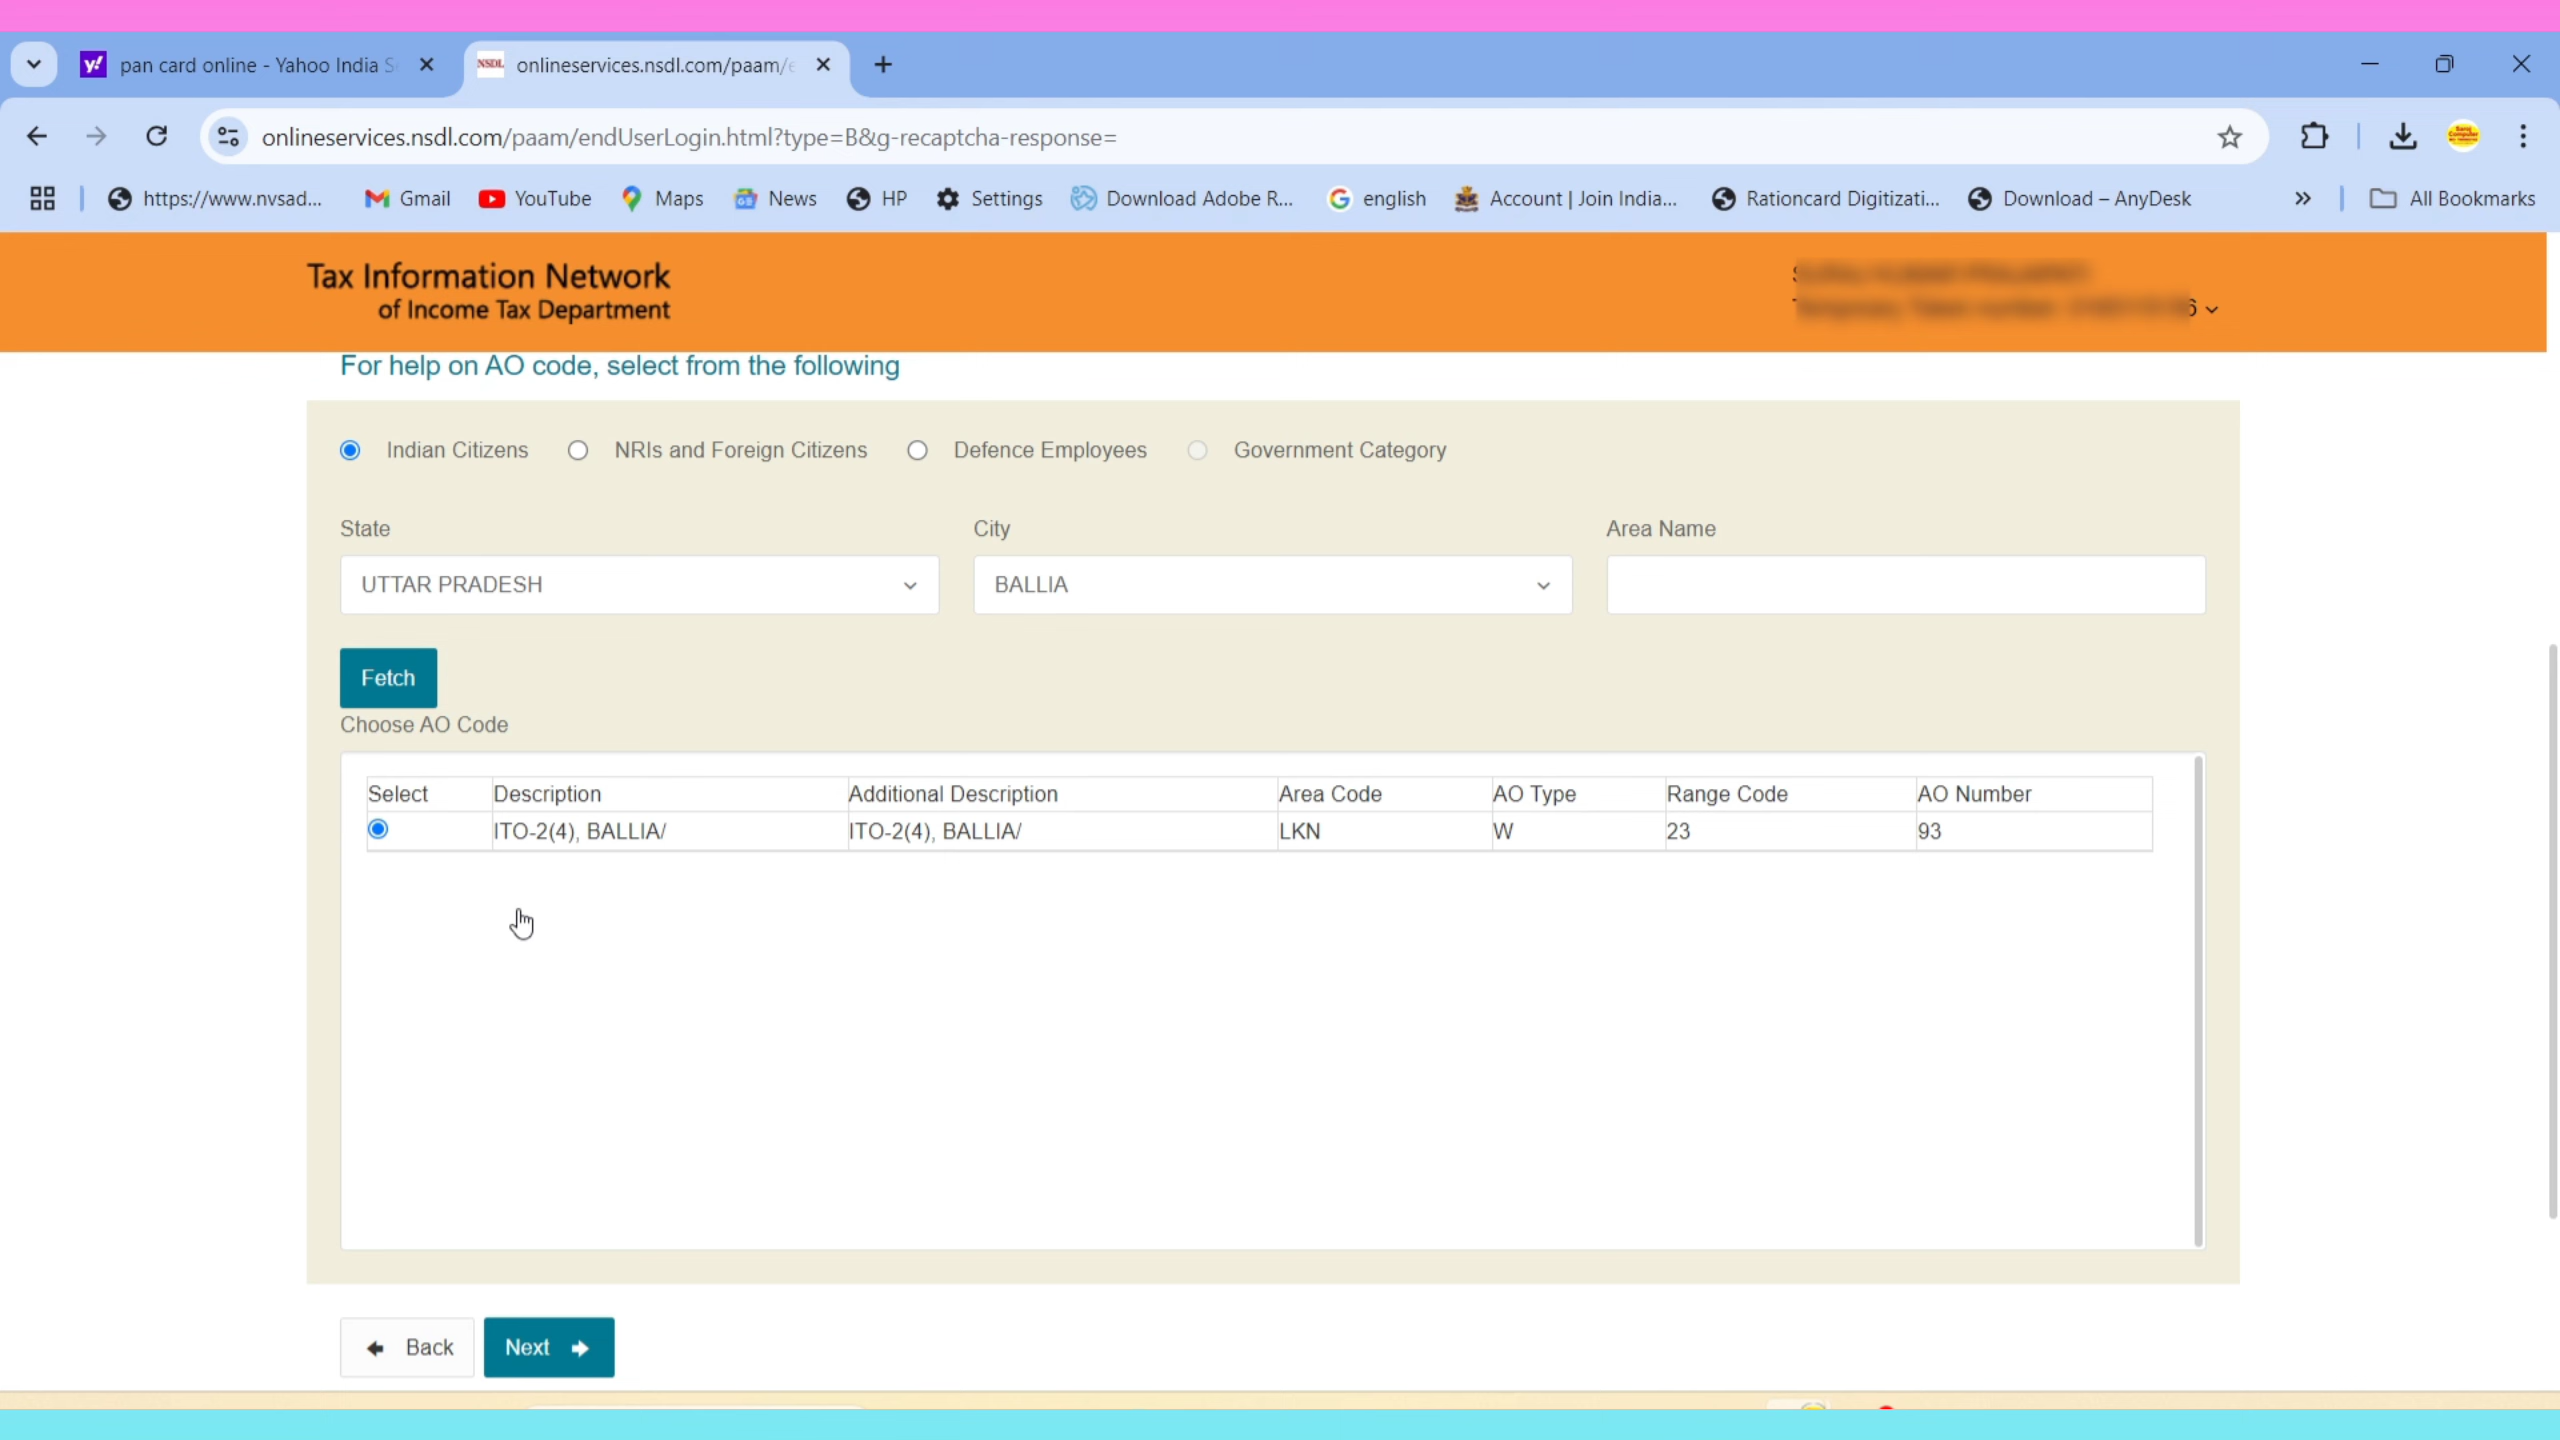 pan card online - Yahoo India S
NSDL onlineservices.nsdl.com/paam/e
onlineservices.nsdl.com/paam/endUserLogin.html?type=B&g-recaptcha-response=
https://www.nvsad... Gmail YouTube Maps News HP Settings Download Adobe R... english Account | Join India... Rationcard Digitizati... Download – AnyDesk » All Bookmarks
Tax Information Network
of Income Tax Department
For help on AO code, select from the following
Indian Citizens NRIs and Foreign Citizens Defence Employees Government Category
State City Area Name
UTTAR PRADESH BALLIA
Fetch
Choose AO Code
Select Description Additional Description Area Code AO Type Range Code AO Number
ITO-2(4), BALLIA/ ITO-2(4), BALLIA/ LKN W 23 93
Back Next